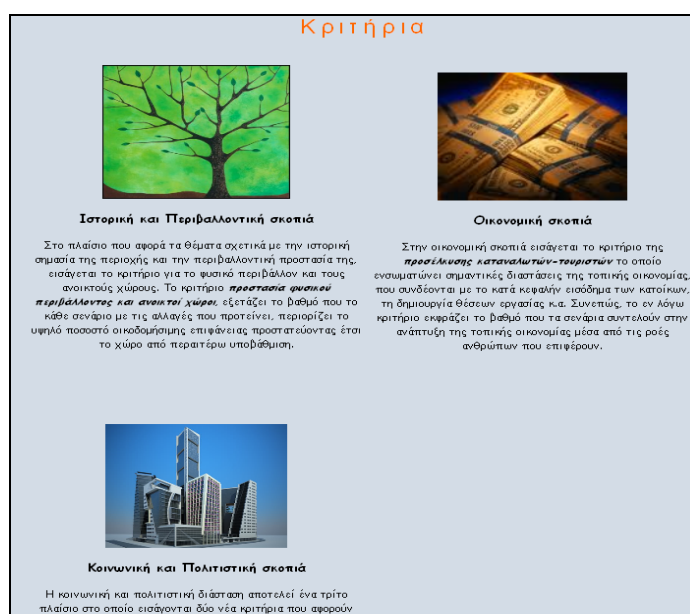 Κριτήρια
Ιστορική και Περιβαλλοντική σκοπιά
Στο πλαίσιο που αφορά τα θέματα σχετικά με την ιστορική
σημασία της περιοχής και την περιβαλλοντική προστασία της,
εισάγεται το κριτήριο για το φυσικό περιβάλλον και τους
ανοικτούς χώρους. Το κριτήριο προστασία φυσικού
περιβάλλοντος και ανοικτοί χώροι, εξετάζει το βαθμό που το
κάθε σενάριο με τις αλλαγές που προτείνει, περιορίζει το
υψηλό ποσοστό οικοδομήσιμης επιφάνειας προστατεύοντας έτσι
το χώρο από περαιτέρω υποβάθμιση.
Οικονομική σκοπιά
Στην οικονομική σκοπιά εισάγεται το κριτήριο της
προσέλκυσης καταναλωτών-τουριστών το οποίο
ενσωματώνει σημαντικές διαστάσεις της τοπικής οικονομίας,
που συνδέονται με το κατά κεφαλήν εισόδημα των κατοίκων,
τη δημιουργία θέσεων εργασίας κ.α. Συνεπώς, το εν λόγω
κριτήριο εκφράζει το βαθμό που τα σενάρια συντελούν στην
ανάπτυξη της τοπικής οικονομίας μέσα από τις ροές
ανθρώπων που επιφέρουν.
Κοινωνική και Πολιτιστική σκοπιά
Η κοινωνική και πολιτιστική διάσταση αποτελεί ένα τρίτο
πλαίσιο στο οποίο εισάγονται δύο νέα κριτήρια που αφορούν